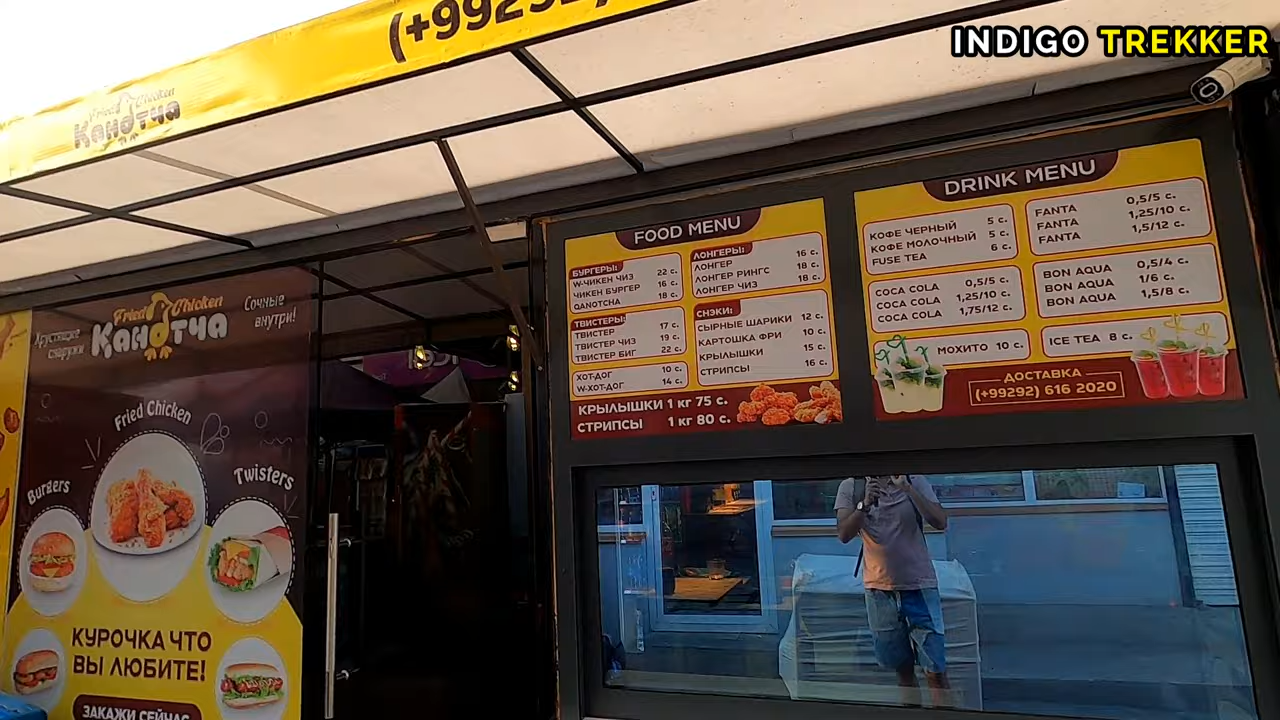 INDIGO TREKKER
(+99292)
Fried Chicken
Қанотча
Хрустящие снаружи
Fried Chicken
Қанотча
Сочные внутри!
Fried Chicken
Burgers
Twisters
КУРОЧКА ЧТО
ВЫ ЛЮБИТЕ!
ЗАКАЖИ СЕЙЧАС
FOOD MENU
БУРГЕРЫ:
W-ЧИКЕН ЧИЗ 22 с.
ЧИКЕН БУРГЕР 16 с.
QANOTCHA 18 с.
ТВИСТЕРЫ:
ТВИСТЕР 17 с.
ТВИСТЕР ЧИЗ 19 с.
ТВИСТЕР БИГ 22 с.
ХОТ-ДОГ 10 с.
W-ХОТ-ДОГ 14 с.
ЛОНГЕРЫ:
ЛОНГЕР 16 с.
ЛОНГЕР РИНГС 18 с.
ЛОНГЕР ЧИЗ 18 с.
СНЭКИ:
СЫРНЫЕ ШАРИКИ 12 с.
КАРТОШКА ФРИ 10 с.
КРЫЛЫШКИ 15 с.
СТРИПСЫ 16 с.
КРЫЛЫШКИ 1 кг 75 с.
СТРИПСЫ 1 кг 80 с.
DRINK MENU
КОФЕ ЧЕРНЫЙ 5 с.
КОФЕ МОЛОЧНЫЙ 5 с.
FUSE TEA 6 с.
COCA COLA 0,5/5 с.
COCA COLA 1,25/10 с.
COCA COLA 1,75/12 с.
МОХИТО 10 с.
FANTA 0,5/5 с.
FANTA 1,25/10 с.
FANTA 1,5/12 с.
BON AQUA 0,5/4 с.
BON AQUA 1/6 с.
BON AQUA 1,5/8 с.
ICE TEA 8 с.
ДОСТАВКА
(+99292) 616 2020